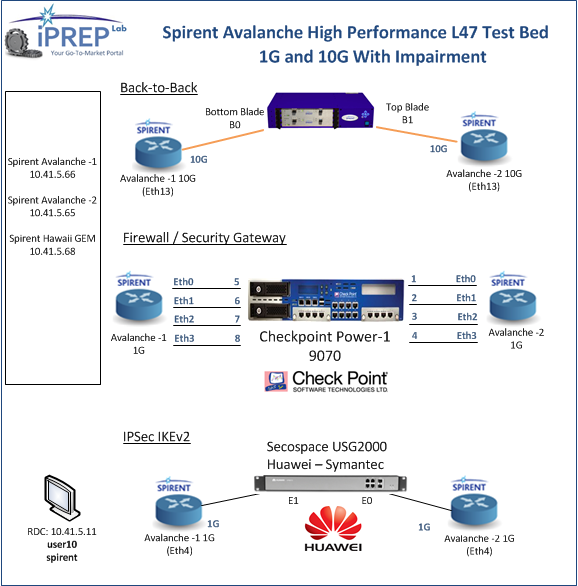 iPREP Lab
Your Go-To-Market Portal
Spirent Avalanche High Performance L47 Test Bed
1G and 10G With Impairment
Back-to-Back
Bottom Blade
B0
Top Blade
B1
SPIRENT
10G
Avalanche -1 10G
(Eth13)
SPIRENT
10G
Avalanche -2 10G
(Eth13)
Spirent Avalanche -1
10.41.5.66
Spirent Avalanche -2
10.41.5.65
Spirent Hawaii GEM
10.41.5.68
Firewall / Security Gateway
SPIRENT
Avalanche -1
1G
Eth0 5
Eth1 6
Eth2 7
Eth3 8
Check Point
1 Eth0
2 Eth1
3 Eth2
4 Eth3
SPIRENT
Avalanche -2
1G
Checkpoint Power-1
9070
Check Point
SOFTWARE TECHNOLOGIES LTD.
IPSec IKEv2
Secospace USG2000
Huawei – Symantec
SPIRENT
1G
Avalanche -1 1G
(Eth4)
E1
E0
HUAWEI
SPIRENT
1G
Avalanche -2 1G
(Eth4)
RDC: 10.41.5.11
user10
spirent